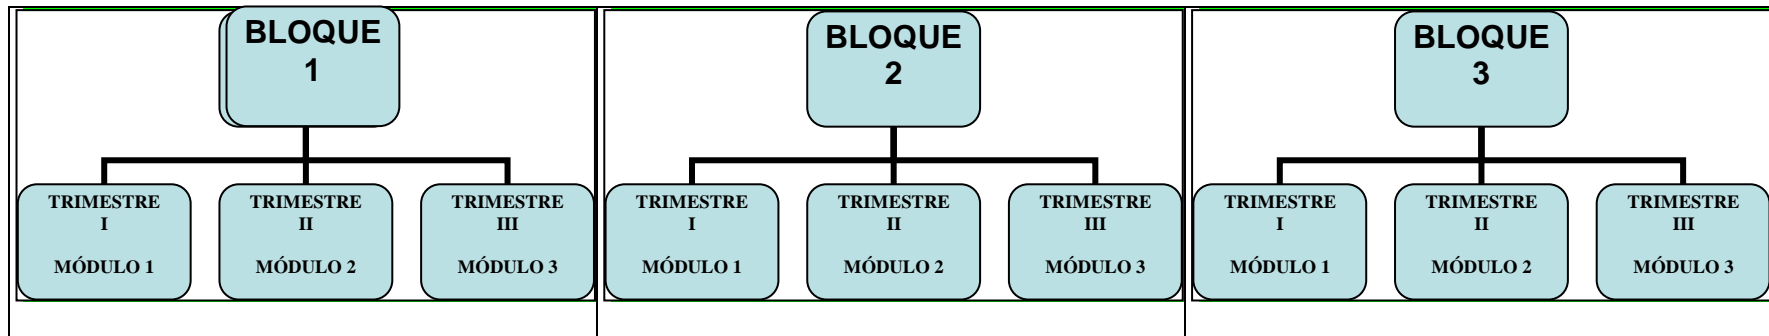 BLOQUE
1
TRIMESTRE
I
MÓDULO 1
TRIMESTRE
II
MÓDULO 2
TRIMESTRE
III
MÓDULO 3
BLOQUE
2
TRIMESTRE
I
MÓDULO 1
TRIMESTRE
II
MÓDULO 2
TRIMESTRE
III
MÓDULO 3
BLOQUE
3
TRIMESTRE
I
MÓDULO 1
TRIMESTRE
II
MÓDULO 2
TRIMESTRE
III
MÓDULO 3